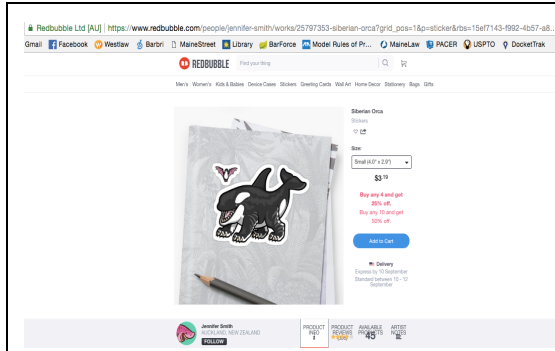 Redbubble Ltd [AU] | https://www.redbubble.com/people/jennifer-smith/works/25797353-siberian-orca?grid_pos=1&p=sticker&rbs=15ef7143-f992-4b57-a8...
Gmail Facebook Westlaw Barbri MaineStreet Library BarForce Model Rules of Pr... MaineLaw PACER USPTO DocketTrak
REDBUBBLE Find your thing
Men's Women's Kids & Babies Device Cases Stickers Greeting Cards Wall Art Home Decor Stationery Bags Gifts
Siberian Orca
Stickers
Size:
Small (4.0" x 2.9")
$3.19
Buy any 4 and get
25% off.
Buy any 10 and get
50% off.
Add to Cart
Delivery
Express by 10 September
Standard between 10 - 12
September
Jennifer Smith
AUCKLAND, NEW ZEALAND
FOLLOW
PRODUCT INFO
PRODUCT REVIEWS
AVAILABLE PRODUCTS
45
ARTIST NOTES